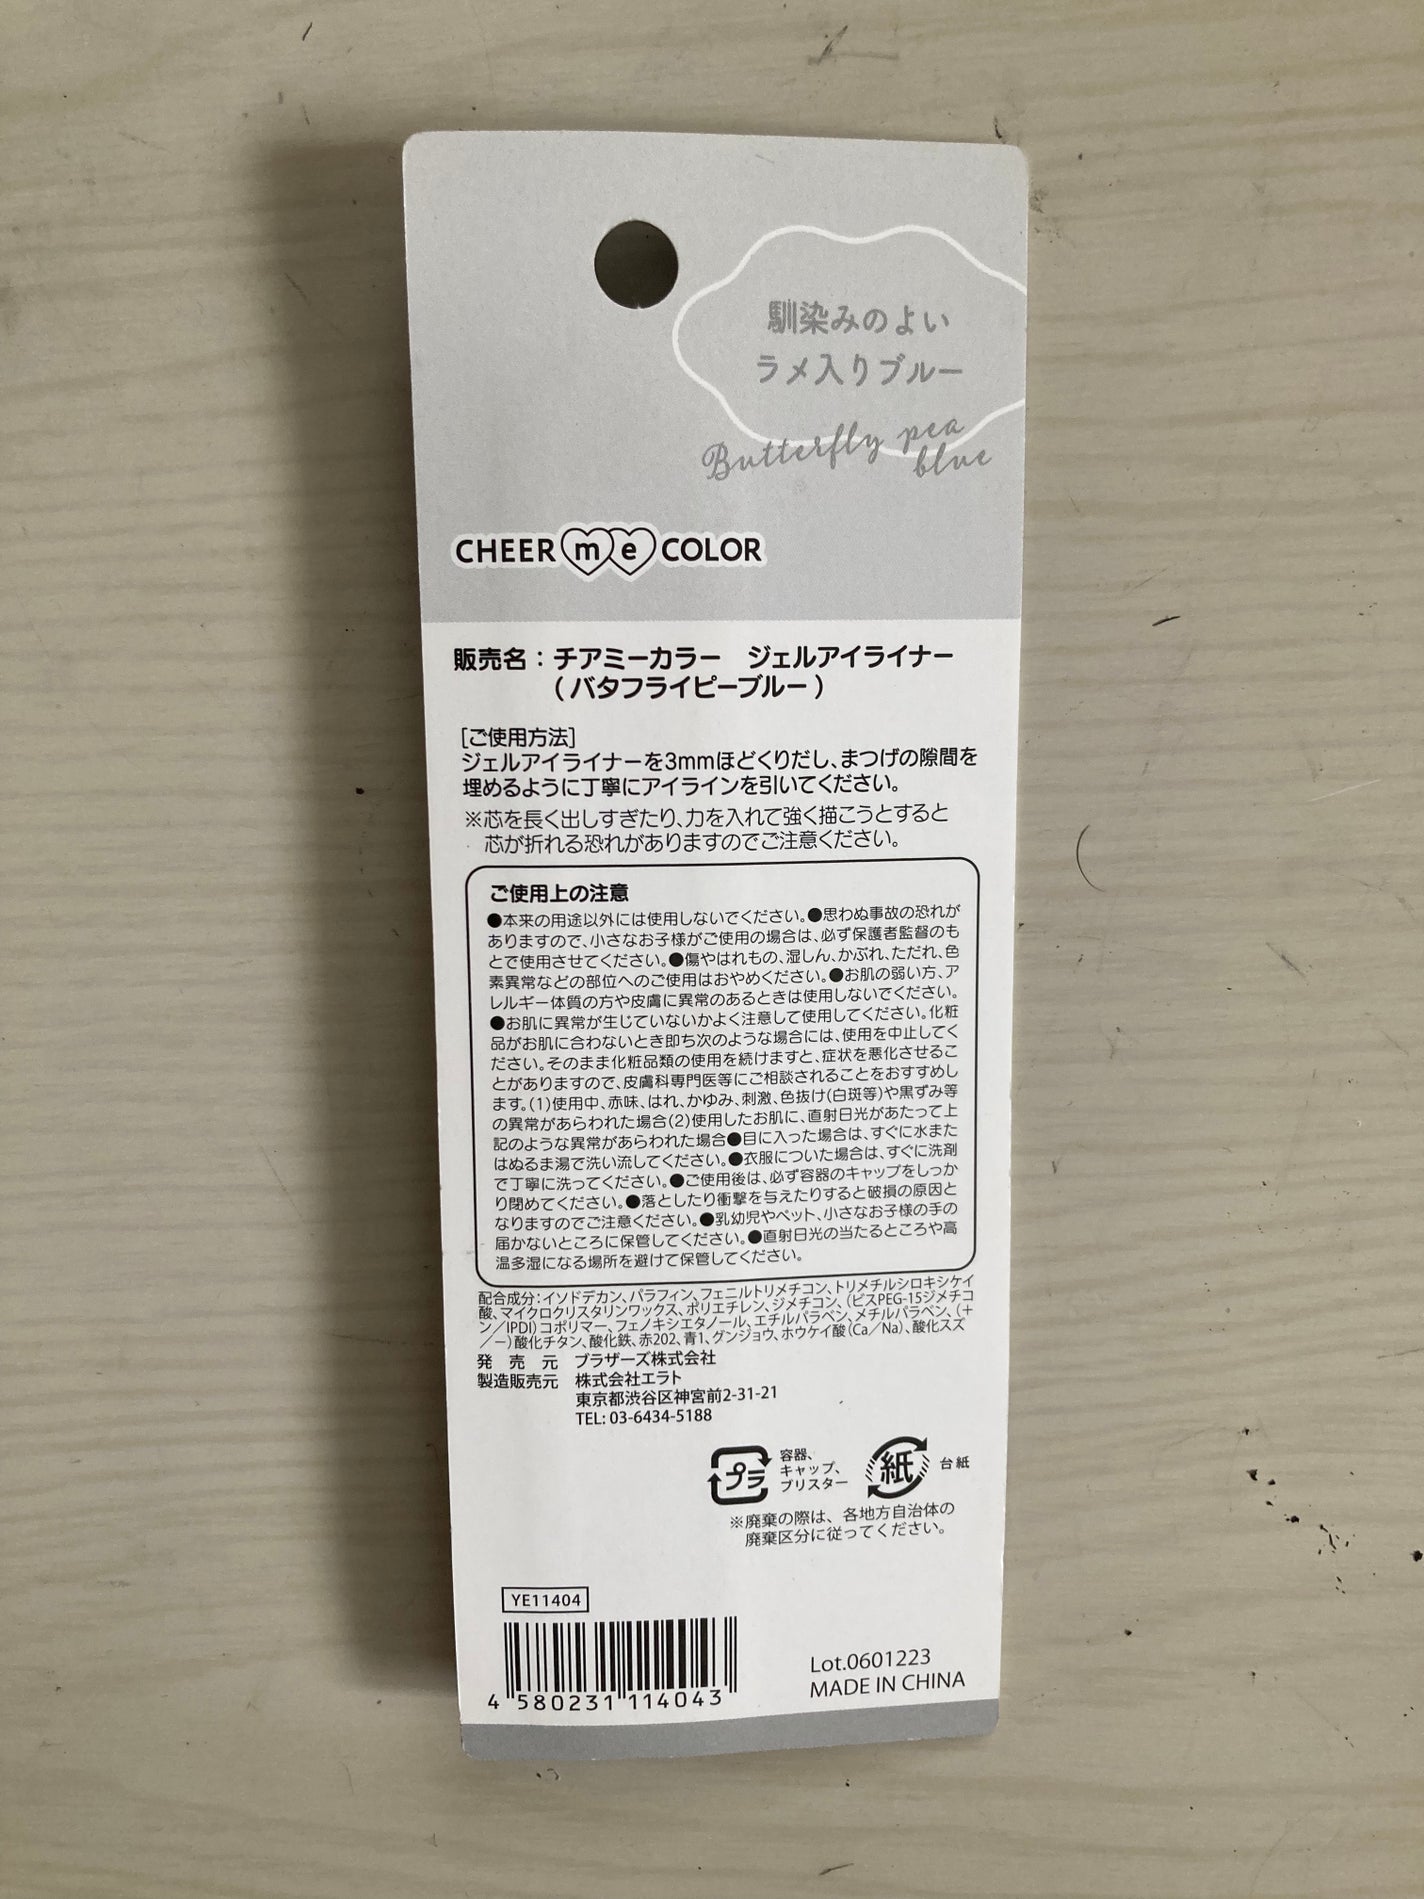 馴染みのよい
ラメ入りブルー
Butterfly pea
blue
CHEER me COLOR
販売名：チアミーカラー　ジェルアイライナー
（バタフライピーブルー）
[ご使用方法]
ジェルアイライナーを3mmほどくりだし、まつげの隙間を
埋めるように丁寧にアイラインを引いてください。
※芯を長く出しすぎたり、力を入れて強く描こうとすると
芯が折れる恐れがありますのでご注意ください。
ご使用上の注意
●本来の用途以外には使用しないでください。●思わぬ事故の恐れが
ありますので、小さなお子様がご使用の場合は、必ず保護者監督のも
とで使用させてください。●傷やはれもの、湿しん、かぶれ、ただれ、色
素異常などの部位へのご使用はおやめください。●お肌の弱い方、ア
レルギー体質の方や皮膚に異常のあるときは使用しないでください。
●お肌に異常が生じていないかよく注意して使用してください。化粧
品がお肌に合わないとき即ち次のような場合には、使用を中止してく
ださい。そのまま化粧品類の使用を続けますと、症状を悪化させるこ
とがありますので、皮膚科専門医等にご相談されることをおすすめし
ます。(1)使用中、赤味、はれ、かゆみ、刺激、色抜け(白斑等)や黒ずみ等
の異常があらわれた場合(2)使用したお肌に、直射日光があたって上
記のような異常があらわれた場合●目に入った場合は、すぐに水また
はぬるま湯で洗い流してください。●衣服についた場合は、すぐに洗剤
で丁寧に洗ってください。●ご使用後は、必ず容器のキャップをしっか
り閉めてください。●落としたり衝撃を与えたりすると破損の原因と
なりますのでご注意ください。●乳幼児やペット、小さなお子様の手の
届かないところに保管してください。●直射日光の当たるところや高
温多湿になる場所を避けて保管してください。
配合成分：イソドデカン、パラフィン、フェニルトリメチコン、トリメチルシロキシケイ
酸、マイクロクリスタリンワックス、ポリエチレン、ジメチコン、（ビスPEG-15ジメチコ
ン／IPDI）コポリマー、フェノキシエタノール、エチルパラベン、メチルパラベン、（＋
／－）酸化チタン、酸化鉄、赤202、青1、グンジョウ、ホウケイ酸（Ca／Na）、酸化スズ
発　売　元　ブラザーズ株式会社
製造販売元　株式会社エラト
東京都渋谷区神宮前2-31-21
TEL: 03-6434-5188
プラ 容器、
キャップ、
ブリスター
紙 台紙
※廃棄の際は、各地方自治体の
廃棄区分に従ってください。
YE11404
4 580231 114043
Lot.0601223
MADE IN CHINA